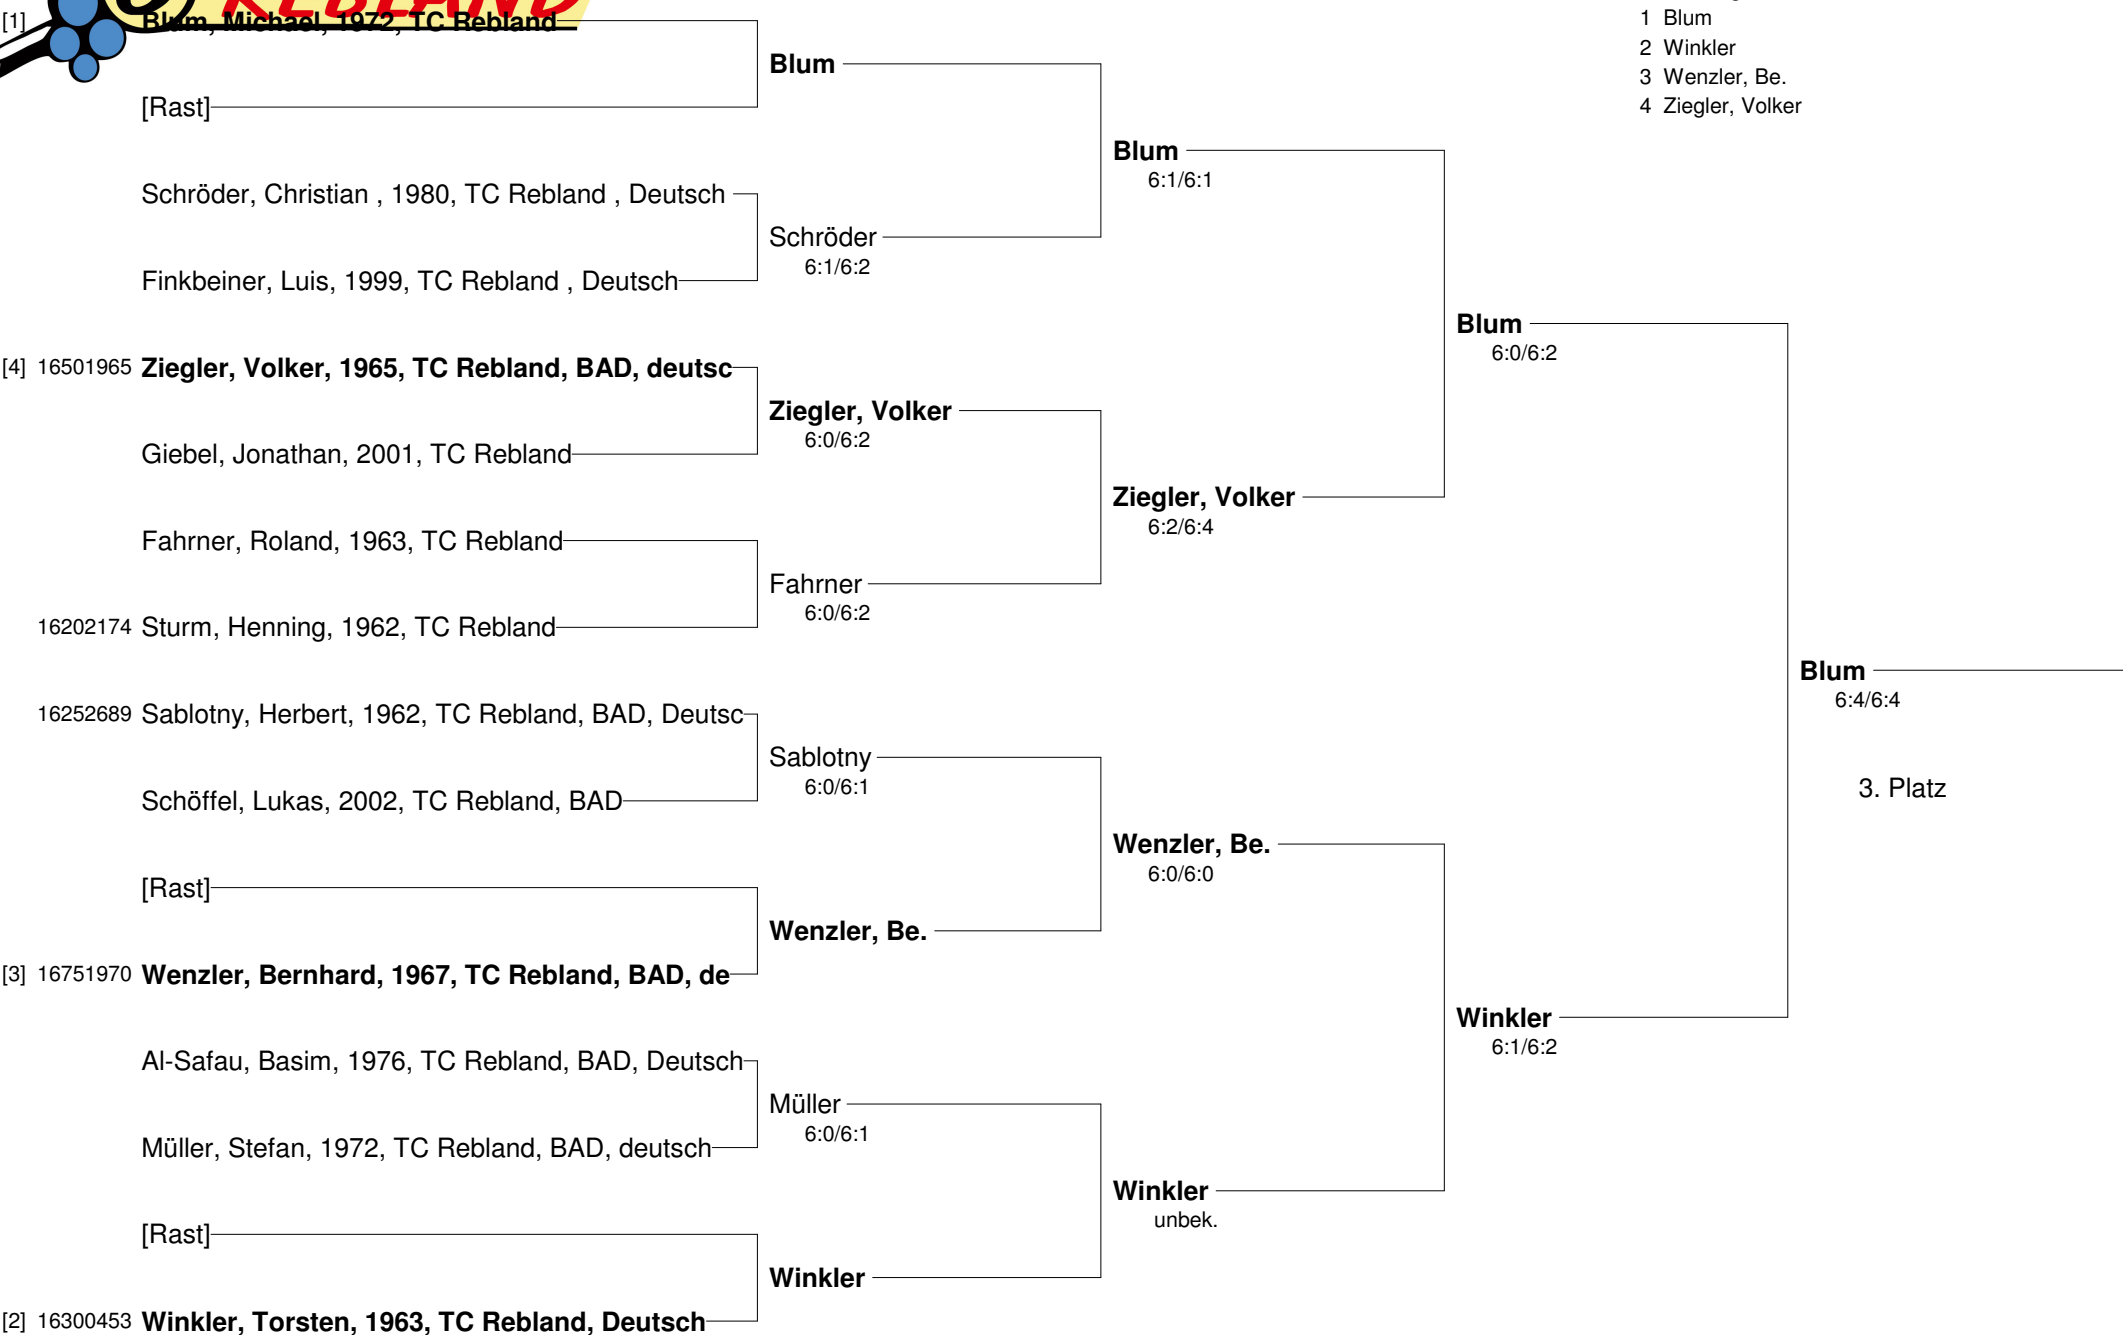 REBLAND
[1] Blum, Michael, 1972, TC Rebland
1 Blum
2 Winkler
3 Wenzler, Be.
4 Ziegler, Volker
Blum
[Rast]
Blum
6:1/6:1
Schröder, Christian , 1980, TC Rebland , Deutsch
Schröder
6:1/6:2
Finkbeiner, Luis, 1999, TC Rebland , Deutsch
Blum
6:0/6:2
[4] 16501965 Ziegler, Volker, 1965, TC Rebland, BAD, deutsc
Ziegler, Volker
6:0/6:2
Giebel, Jonathan, 2001, TC Rebland
Ziegler, Volker
6:2/6:4
Fahrner, Roland, 1963, TC Rebland
Fahrner
6:0/6:2
16202174 Sturm, Henning, 1962, TC Rebland
Blum
6:4/6:4
16252689 Sablotny, Herbert, 1962, TC Rebland, BAD, Deutsc
Sablotny
6:0/6:1
3. Platz
Schöffel, Lukas, 2002, TC Rebland, BAD
Wenzler, Be.
6:0/6:0
[Rast]
Wenzler, Be.
[3] 16751970 Wenzler, Bernhard, 1967, TC Rebland, BAD, de
Winkler
6:1/6:2
Al-Safau, Basim, 1976, TC Rebland, BAD, Deutsch
Müller
6:0/6:1
Müller, Stefan, 1972, TC Rebland, BAD, deutsch
Winkler
unbek.
[Rast]
Winkler
[2] 16300453 Winkler, Torsten, 1963, TC Rebland, Deutsch